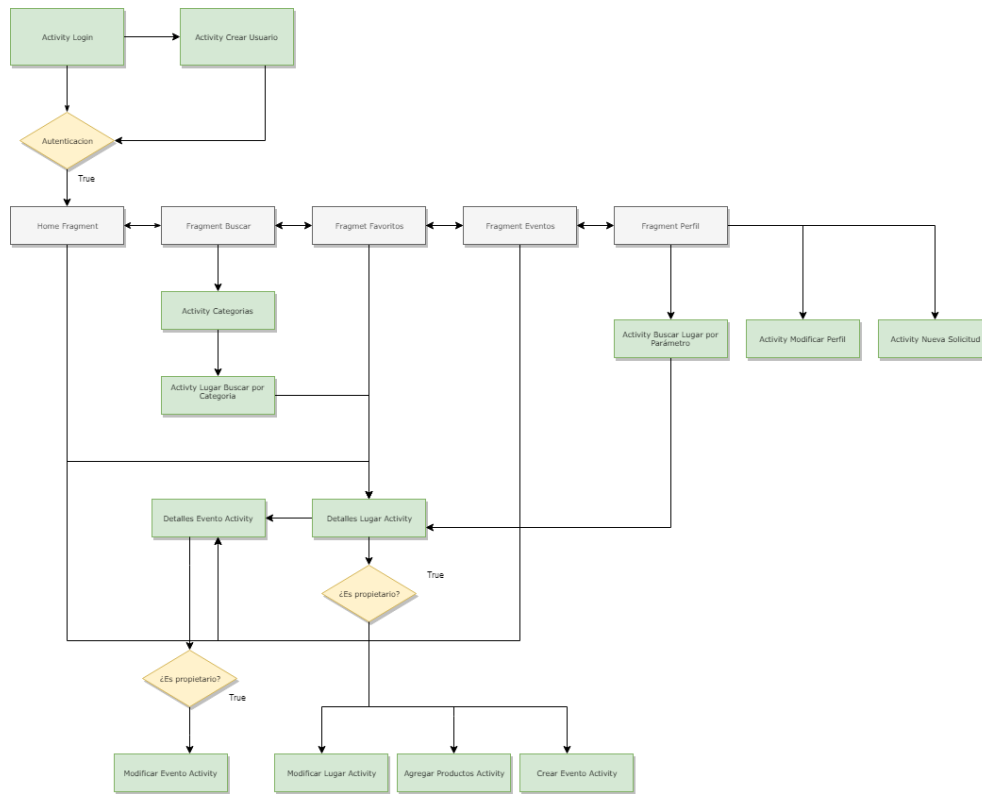 Activity Login
Activity Crear Usuario
Autenticacion
True
Home Fragment
Fragment Buscar
Fragmet Favoritos
Fragment Eventos
Fragment Perfil
Activity Categorias
Activity Buscar Lugar por
Parámetro
Activity Modificar Perfil
Activity Nueva Solicitud
Activty Lugar Buscar por
Categoria
Detalles Evento Activity
Detalles Lugar Activity
¿Es propietario?
True
¿Es propietario?
True
Modificar Evento Activity
Modificar Lugar Activity
Agregar Productos Activity
Crear Evento Activity